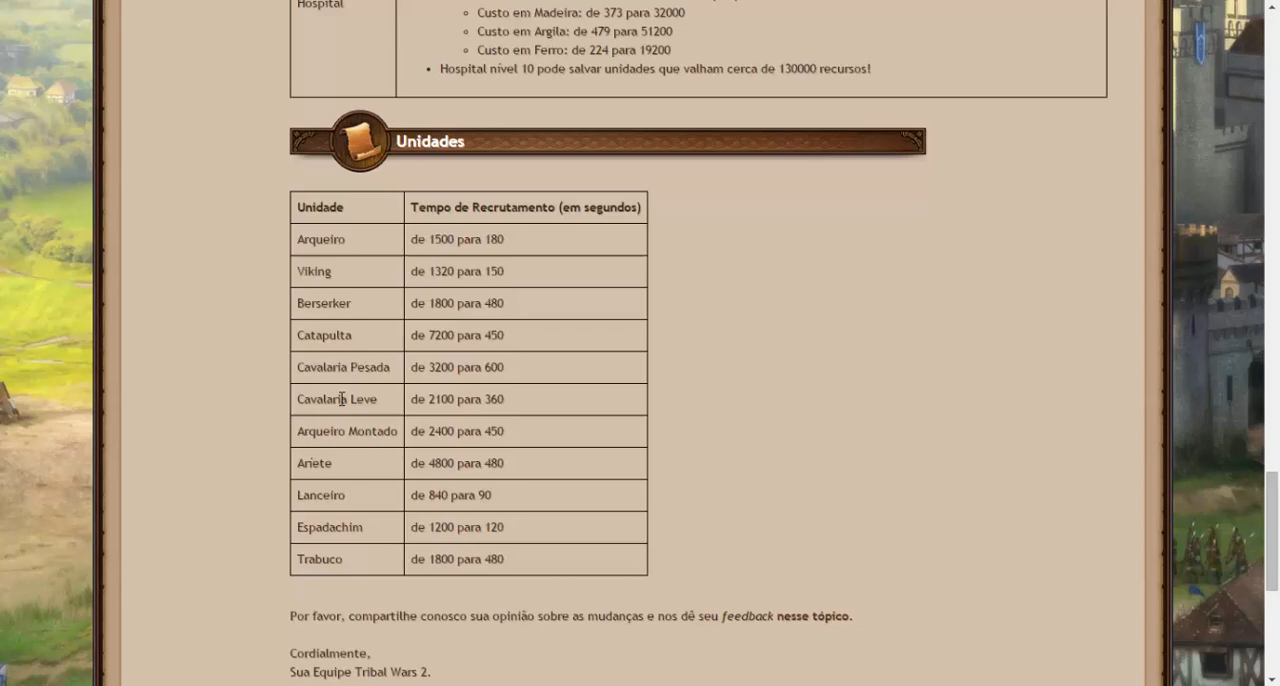 Hospital
Custo em Madeira: de 373 para 32000
Custo em Argila: de 479 para 51200
Custo em Ferro: de 224 para 19200
Hospital nível 10 pode salvar unidades que valham cerca de 130000 recursos!
Unidades
Unidade Tempo de Recrutamento (em segundos)
Arqueiro de 1500 para 180
Viking de 1320 para 150
Berserker de 1800 para 480
Catapulta de 7200 para 450
Cavalaria Pesada de 3200 para 600
Cavalaria Leve de 2100 para 360
Arqueiro Montado de 2400 para 450
Aríete de 4800 para 480
Lanceiro de 840 para 90
Espadachim de 1200 para 120
Trabuco de 1800 para 480
Por favor, compartilhe conosco sua opinião sobre as mudanças e nos dê seu feedback nesse tópico.
Cordialmente,
Sua Equipe Tribal Wars 2.